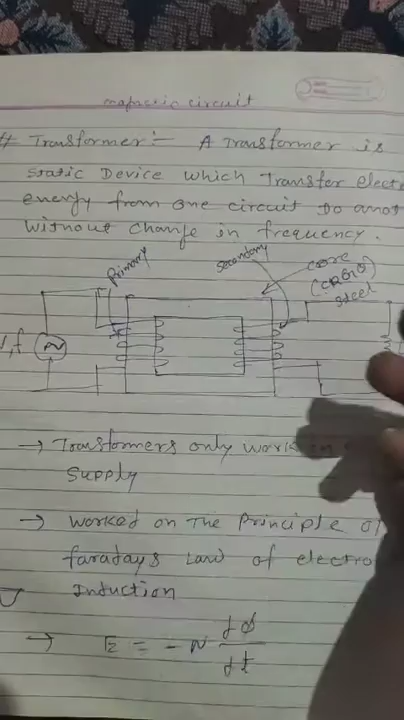 magnetic circuit
# Transformer :- A Transformer is
static Device which Transfer elect
energy from one circuit to anot
without change in frequency.
Primary
Secondary
core
(CRGO)
steel
V, f
→ Transformers only work
Supply
→ Worked on The Principle of
faradays Law of electro
Induction
→ E = - N dΦ/dt